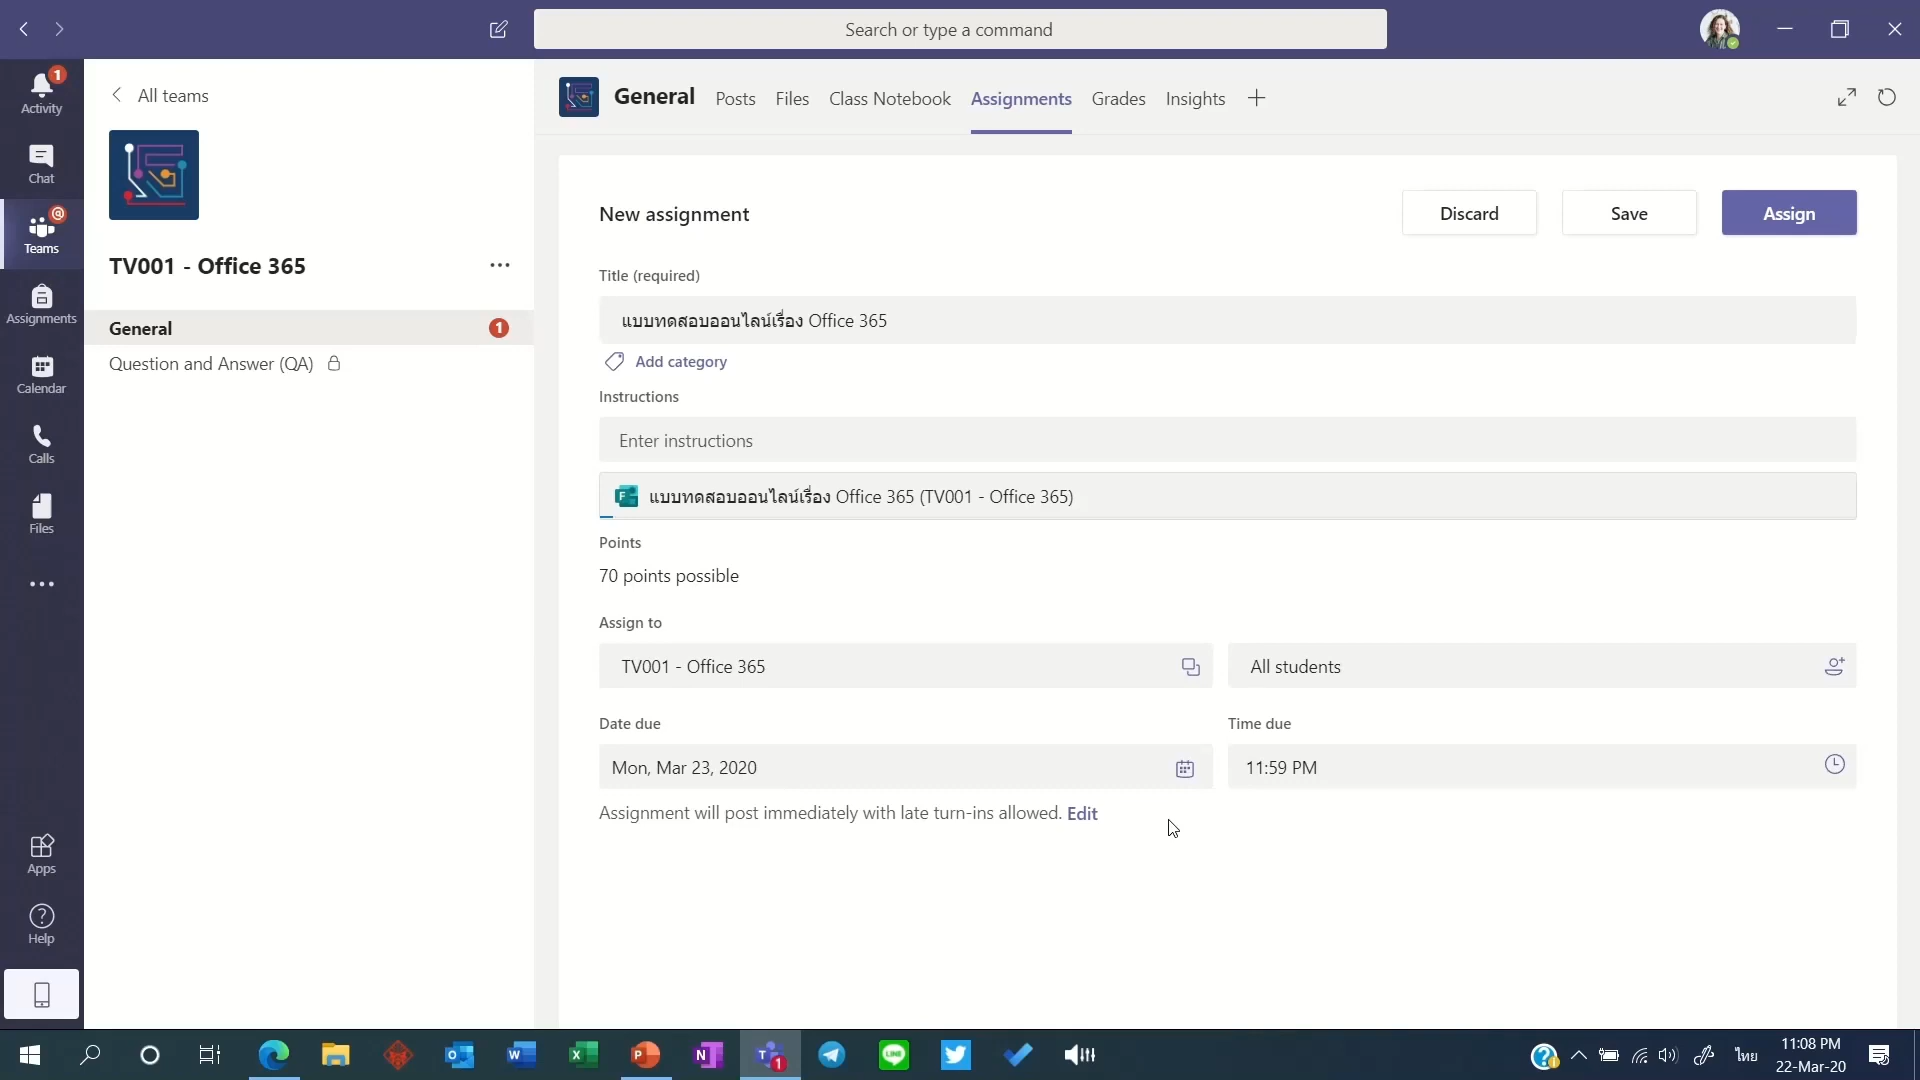 Search or type a command
1
Activity
Chat
@
Teams
Assignments
Calendar
Calls
Files
Apps
Help
All teams
TV001 - Office 365
General
1
Question and Answer (QA)
General
Posts
Files
Class Notebook
Assignments
Grades
Insights
New assignment
Discard
Save
Assign
Title (required)
แบบทดสอบออนไลน์เรื่อง Office 365
Add category
Instructions
Enter instructions
F
แบบทดสอบออนไลน์เรื่อง Office 365 (TV001 - Office 365)
Points
70 points possible
Assign to
TV001 - Office 365
All students
Date due
Time due
Mon, Mar 23, 2020
11:59 PM
Assignment will post immediately with late turn-ins allowed. Edit
O
W
X
P
N
T
1
LINE
ไทย
11:08 PM
22-Mar-20